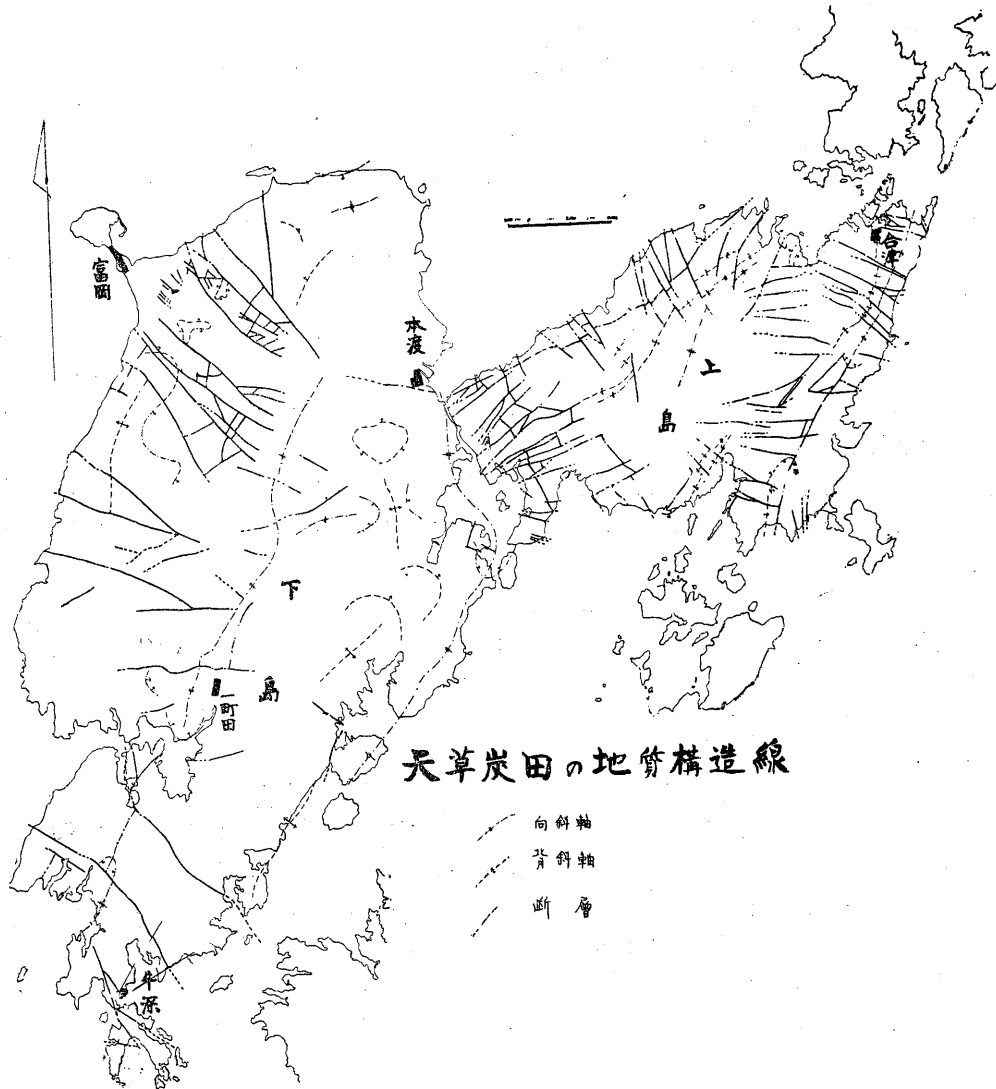 富岡
本渡
合津
上島
下島
一町田
牛深
天草炭田の地質構造線
向斜軸
背斜軸
断層